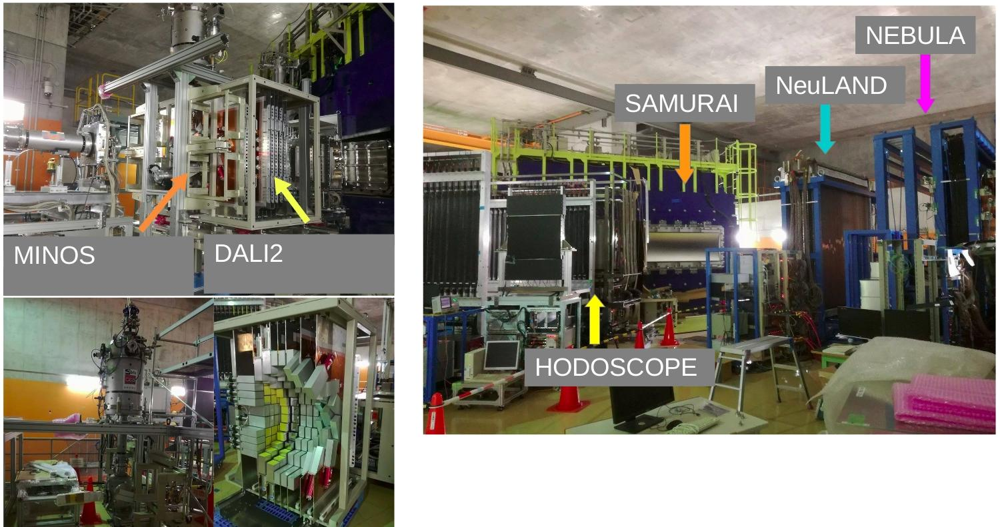 MINOS
DALI2
NEBULA
NeuLAND
SAMURAI
HODOSCOPE